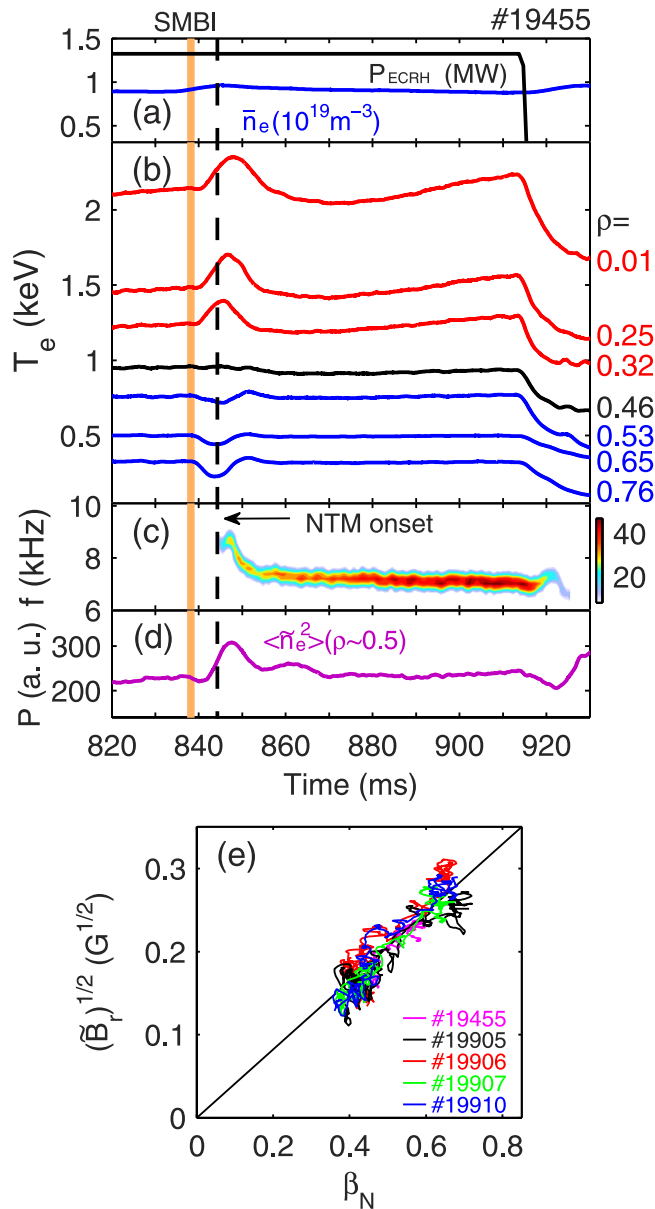 SMBI #19455
1.5
1
0.5
P_ECRH (MW)
(a)
n̄_e(10^19 m^−3)
(b)
2
1.5
1
0.5
T_e (keV)
ρ=
0.01
0.25
0.32
0.46
0.53
0.65
0.76
(c)
NTM onset
10
8
6
f (kHz)
40
20
(d)
<ñ_e^2>(ρ~0.5)
300
200
P (a. u.)
820 840 860 880 900 920
Time (ms)
(e)
0.3
0.2
0.1
0
(B̃_r)^1/2 (G^1/2)
#19455
#19905
#19906
#19907
#19910
0 0.2 0.4 0.6 0.8
β_N